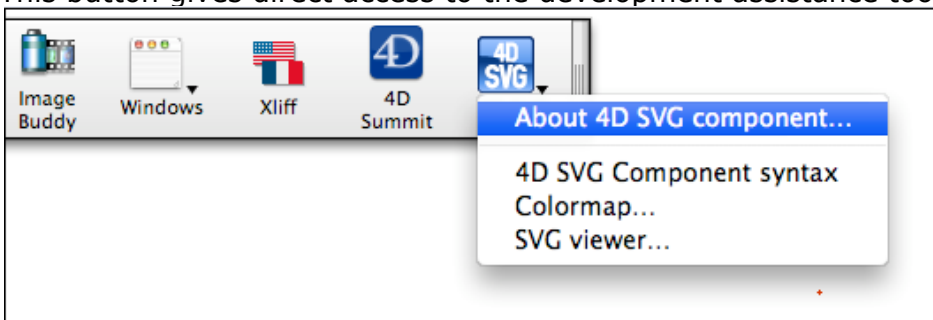 This button gives direct access to the development assistance too
Image Buddy
Windows
Xliff
4D
4D Summit
4D SVG
About 4D SVG component...
4D SVG Component syntax
Colormap...
SVG viewer...